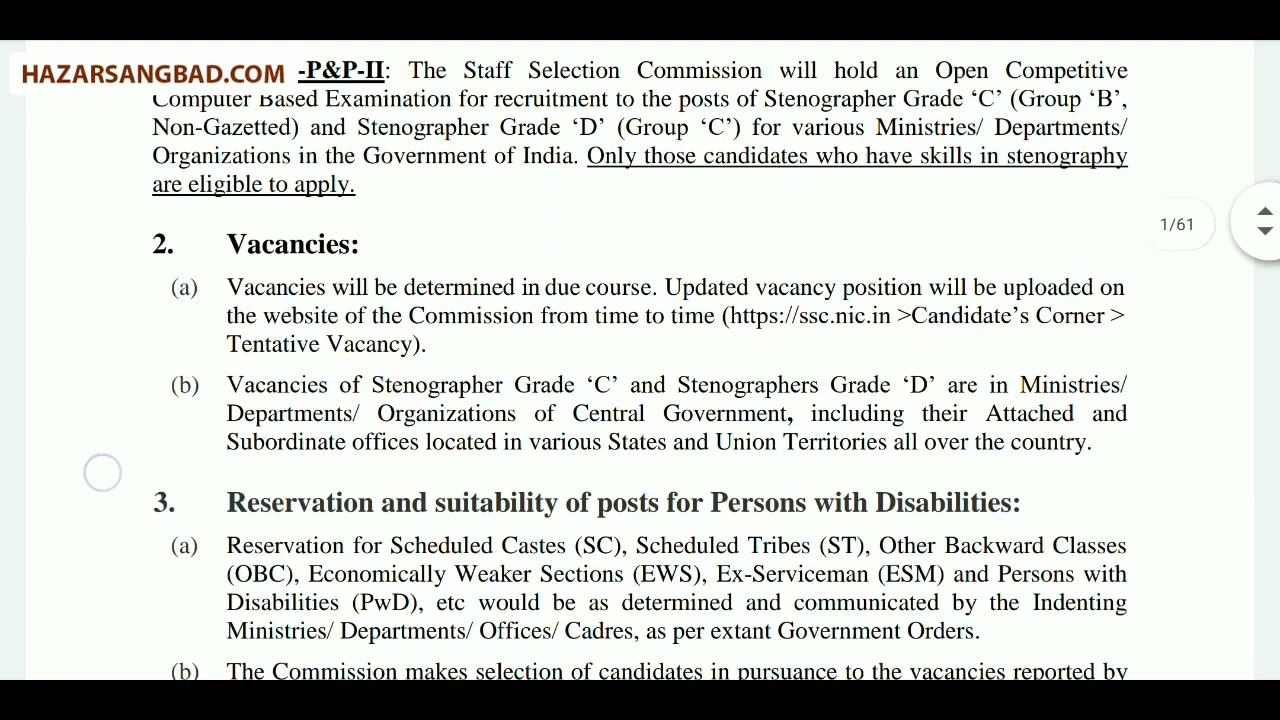 HAZARSANGBAD.COM -P&P-II: The Staff Selection Commission will hold an Open Competitive
Computer Based Examination for recruitment to the posts of Stenographer Grade ‘C’ (Group ‘B’,
Non-Gazetted) and Stenographer Grade ‘D’ (Group ‘C’) for various Ministries/ Departments/
Organizations in the Government of India. Only those candidates who have skills in stenography
are eligible to apply.
1/61
2. Vacancies:
(a) Vacancies will be determined in due course. Updated vacancy position will be uploaded on
the website of the Commission from time to time (https://ssc.nic.in >Candidate’s Corner >
Tentative Vacancy).
(b) Vacancies of Stenographer Grade ‘C’ and Stenographers Grade ‘D’ are in Ministries/
Departments/ Organizations of Central Government, including their Attached and
Subordinate offices located in various States and Union Territories all over the country.
3. Reservation and suitability of posts for Persons with Disabilities:
(a) Reservation for Scheduled Castes (SC), Scheduled Tribes (ST), Other Backward Classes
(OBC), Economically Weaker Sections (EWS), Ex-Serviceman (ESM) and Persons with
Disabilities (PwD), etc would be as determined and communicated by the Indenting
Ministries/ Departments/ Offices/ Cadres, as per extant Government Orders.
(b) The Commission makes selection of candidates in pursuance to the vacancies reported by